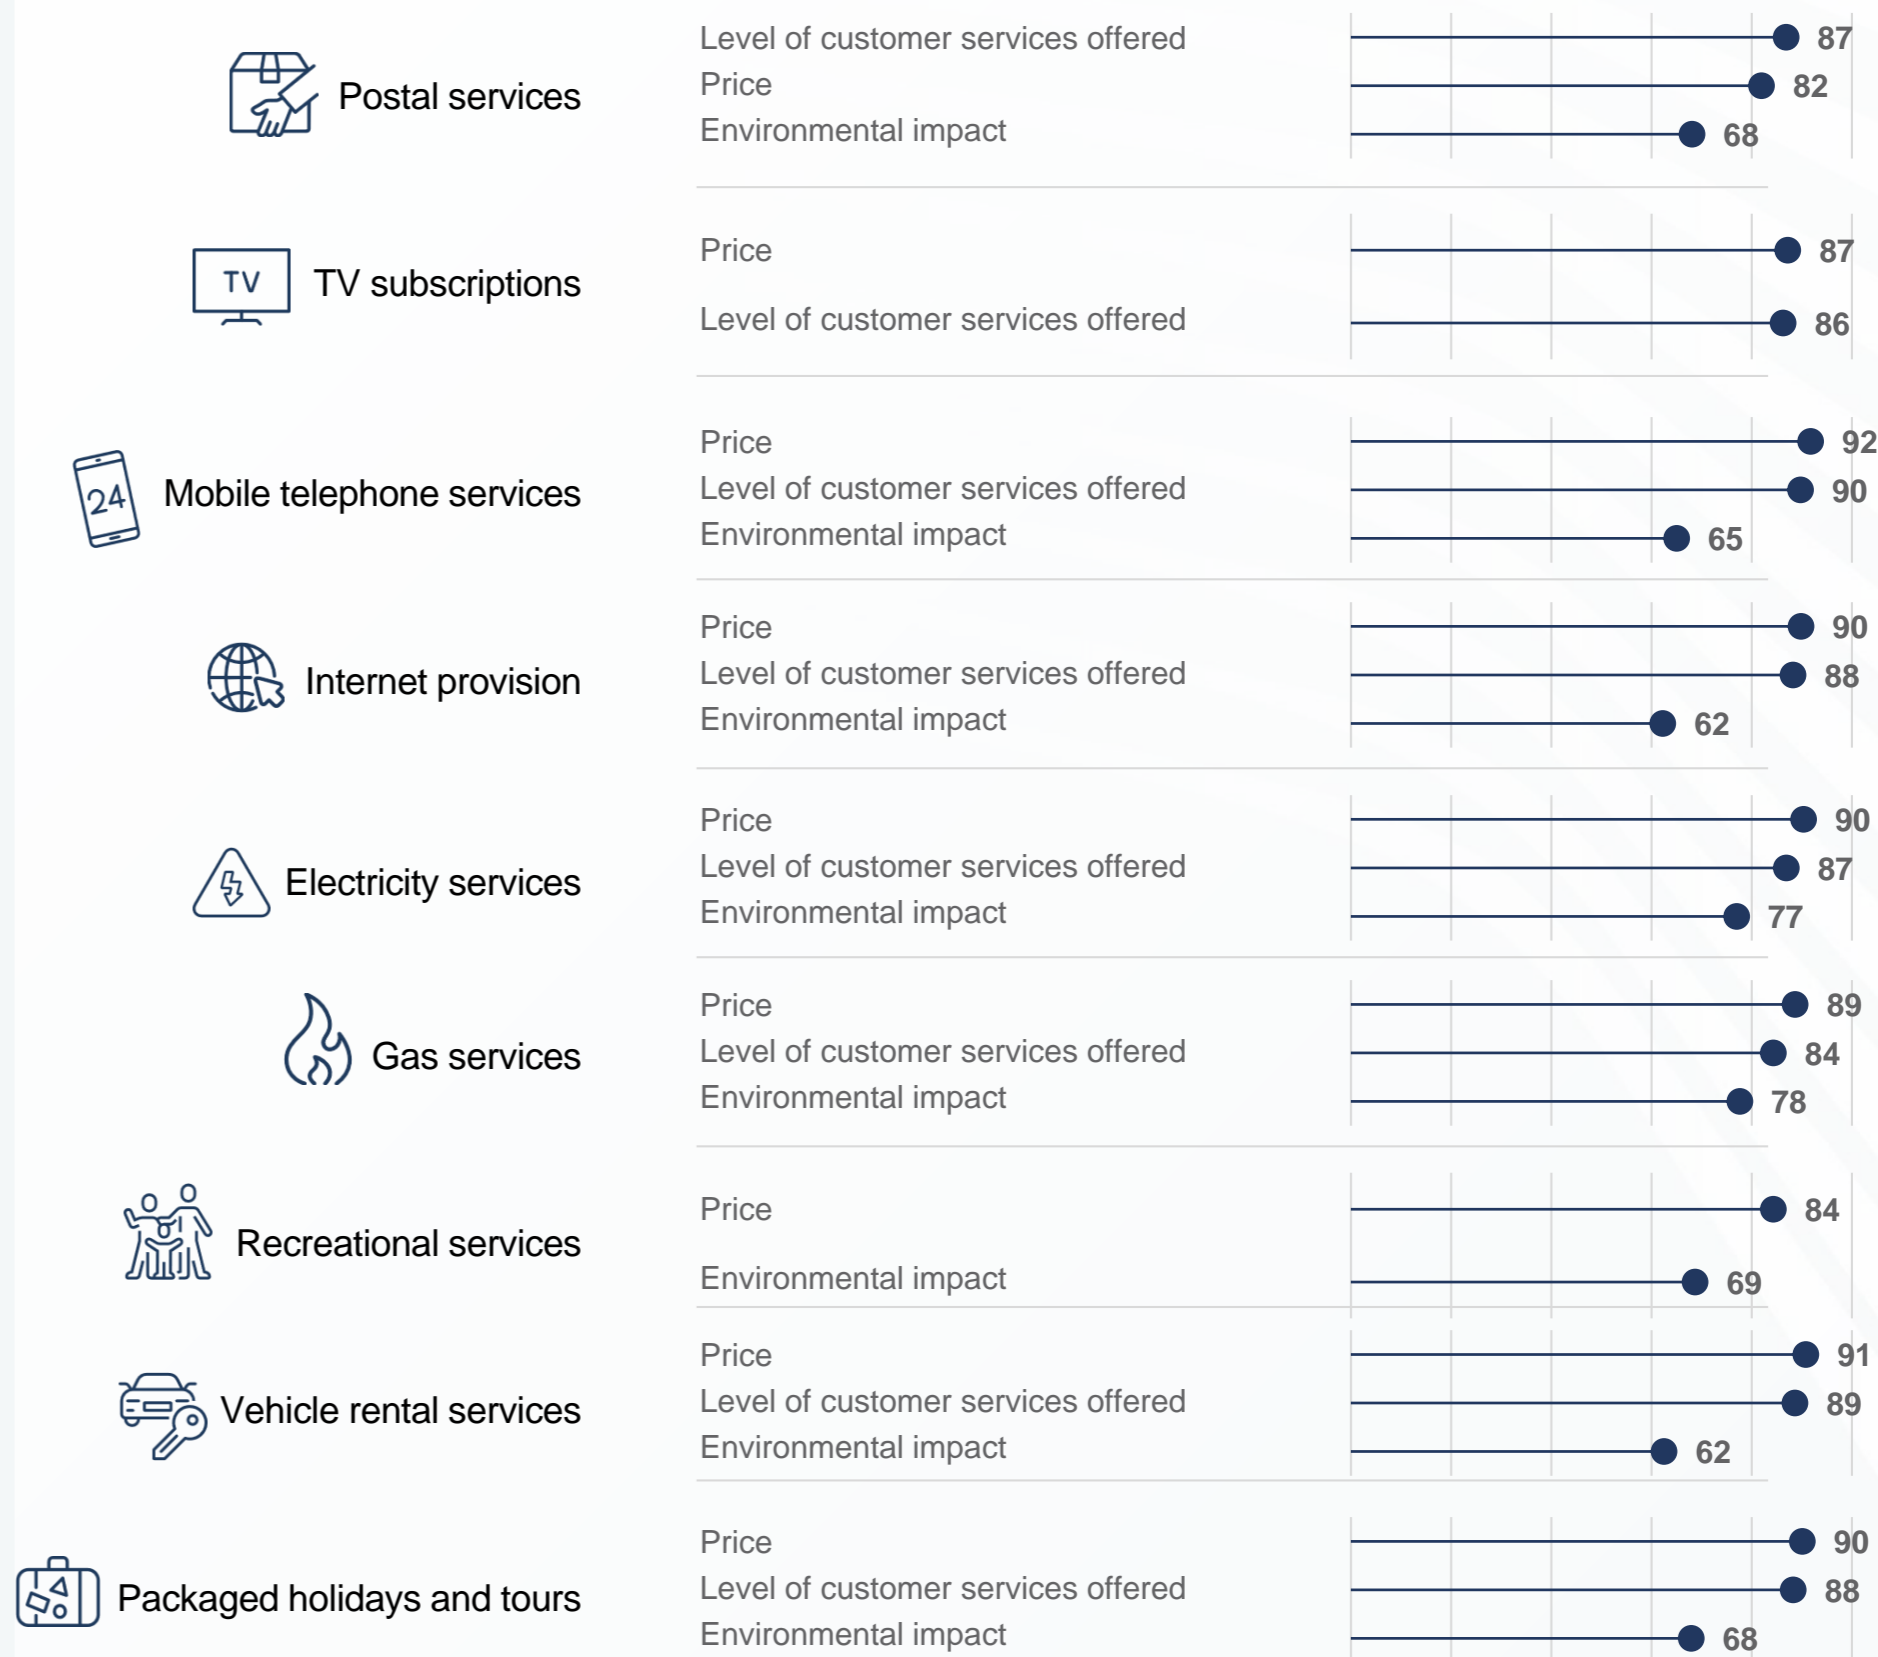 Postal services
Level of customer services offered 87
Price 82
Environmental impact 68
TV
TV subscriptions
Price 87
Level of customer services offered 86
24
Mobile telephone services
Price 92
Level of customer services offered 90
Environmental impact 65
Internet provision
Price 90
Level of customer services offered 88
Environmental impact 62
Electricity services
Price 90
Level of customer services offered 87
Environmental impact 77
Gas services
Price 89
Level of customer services offered 84
Environmental impact 78
Recreational services
Price 84
Environmental impact 69
Vehicle rental services
Price 91
Level of customer services offered 89
Environmental impact 62
Packaged holidays and tours
Price 90
Level of customer services offered 88
Environmental impact 68